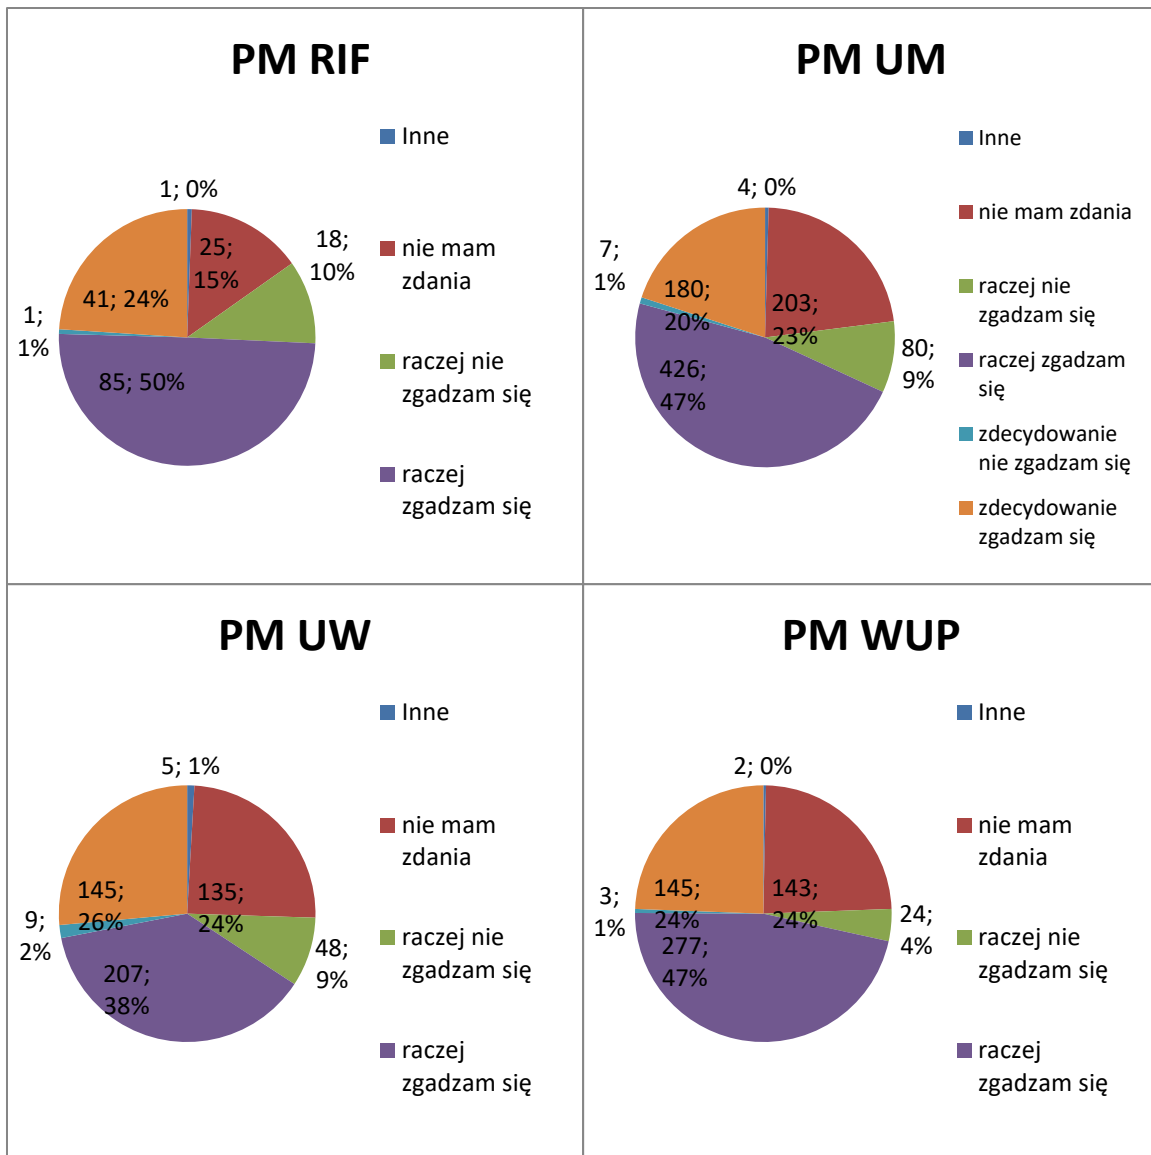 PM RIF
Inne
1; 0%
25;
15%
18;
10%
nie mam
zdania
41; 24%
1;
1%
raczej nie
zgadzam się
85; 50%
raczej
zgadzam się
PM UM
Inne
4; 0%
nie mam zdania
7;
1%
180;
20%
203;
23%
raczej nie
zgadzam się
80;
9%
raczej zgadzam
się
426;
47%
zdecydowanie
nie zgadzam się
zdecydowanie
zgadzam się
PM UW
Inne
5; 1%
nie mam
zdania
145;
26%
135;
24%
9;
2%
raczej nie
zgadzam się
48;
9%
207;
38%
raczej
zgadzam się
PM WUP
Inne
2; 0%
nie mam
zdania
145;
24%
143;
24%
3;
1%
24;
4%
raczej nie
zgadzam się
277;
47%
raczej
zgadzam się